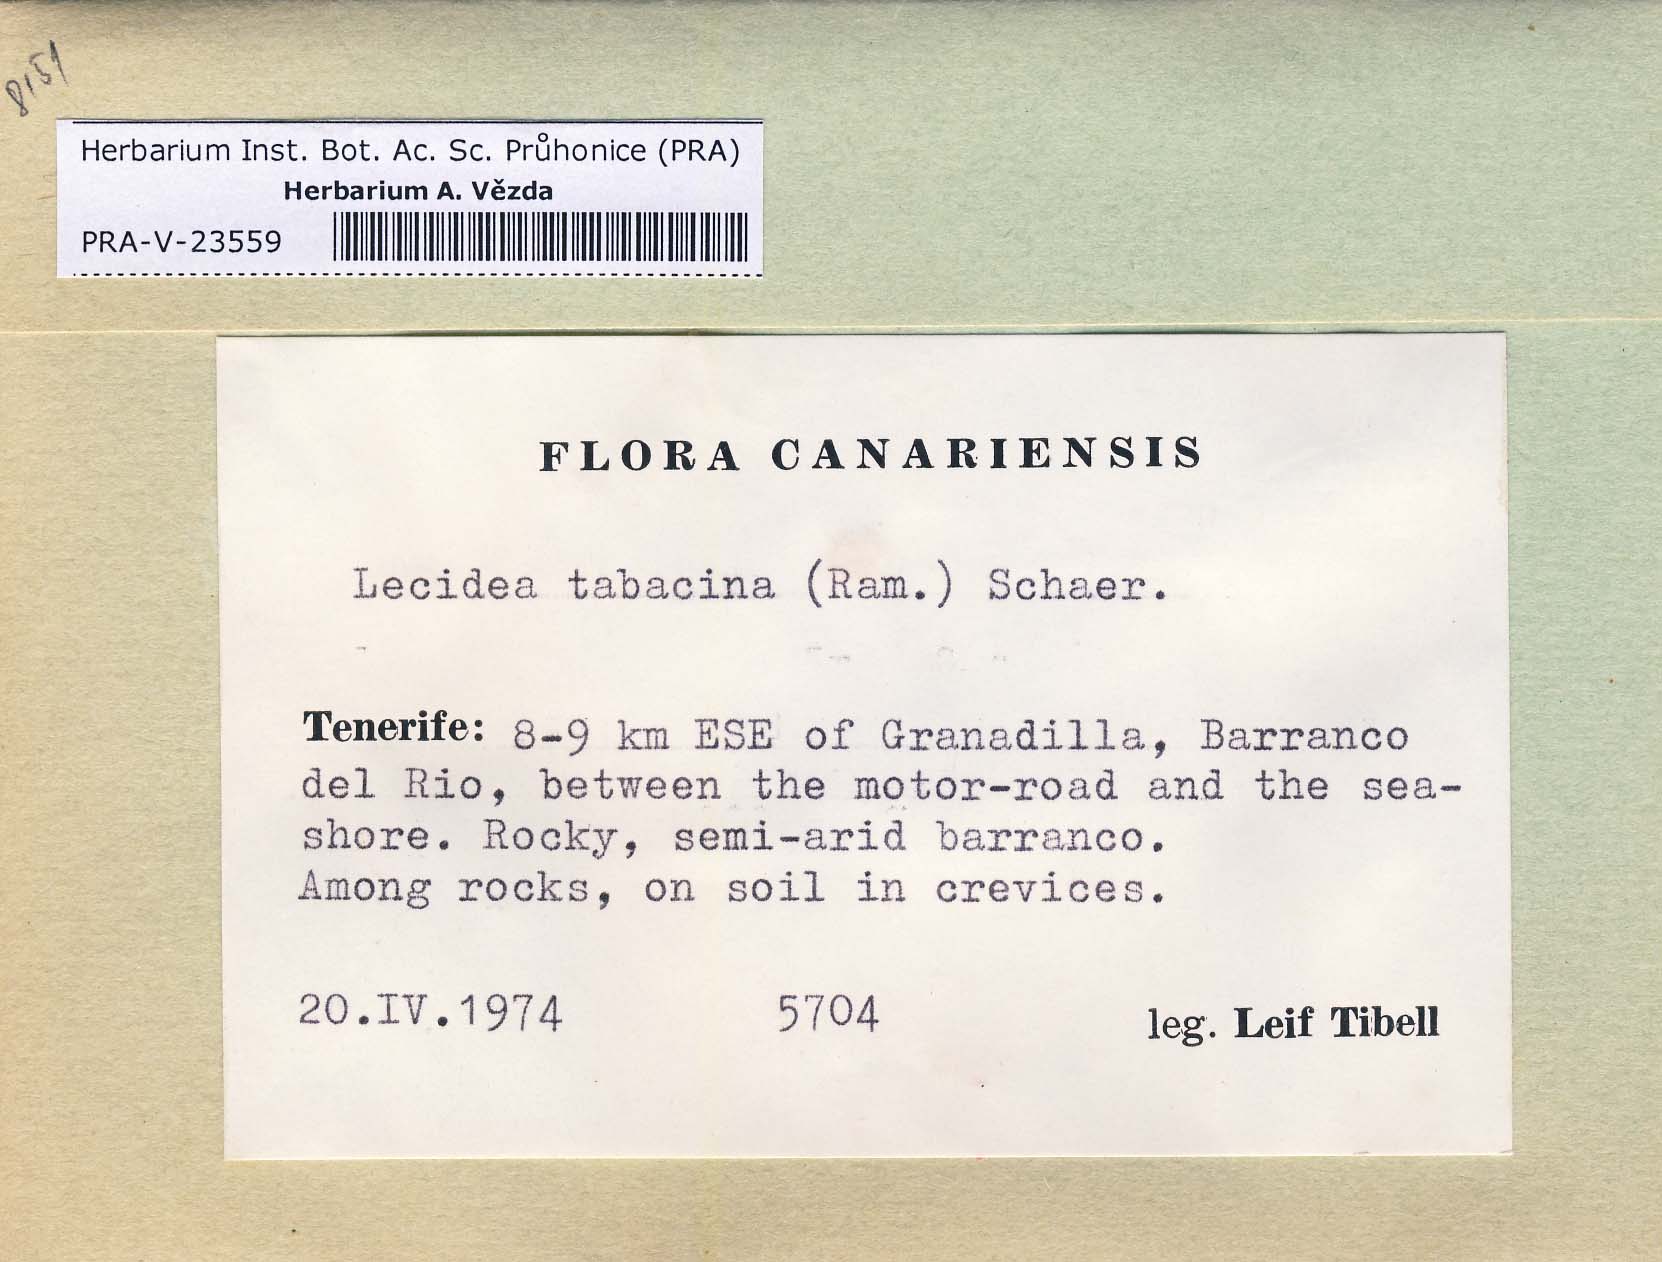 8151
Herbarium Inst. Bot. Ac. Sc. Průhonice (PRA)
Herbarium A. Vězda
PRA-V-23559
FLORA CANARIENSIS
Lecidea tabacina (Ram.) Schaer.
Tenerife: 8-9 km ESE of Granadilla, Barranco
del Rio, between the motor-road and the sea-
shore. Rocky, semi-arid barranco.
Among rocks, on soil in crevices.
20.IV.1974 5704 leg. Leif Tibell